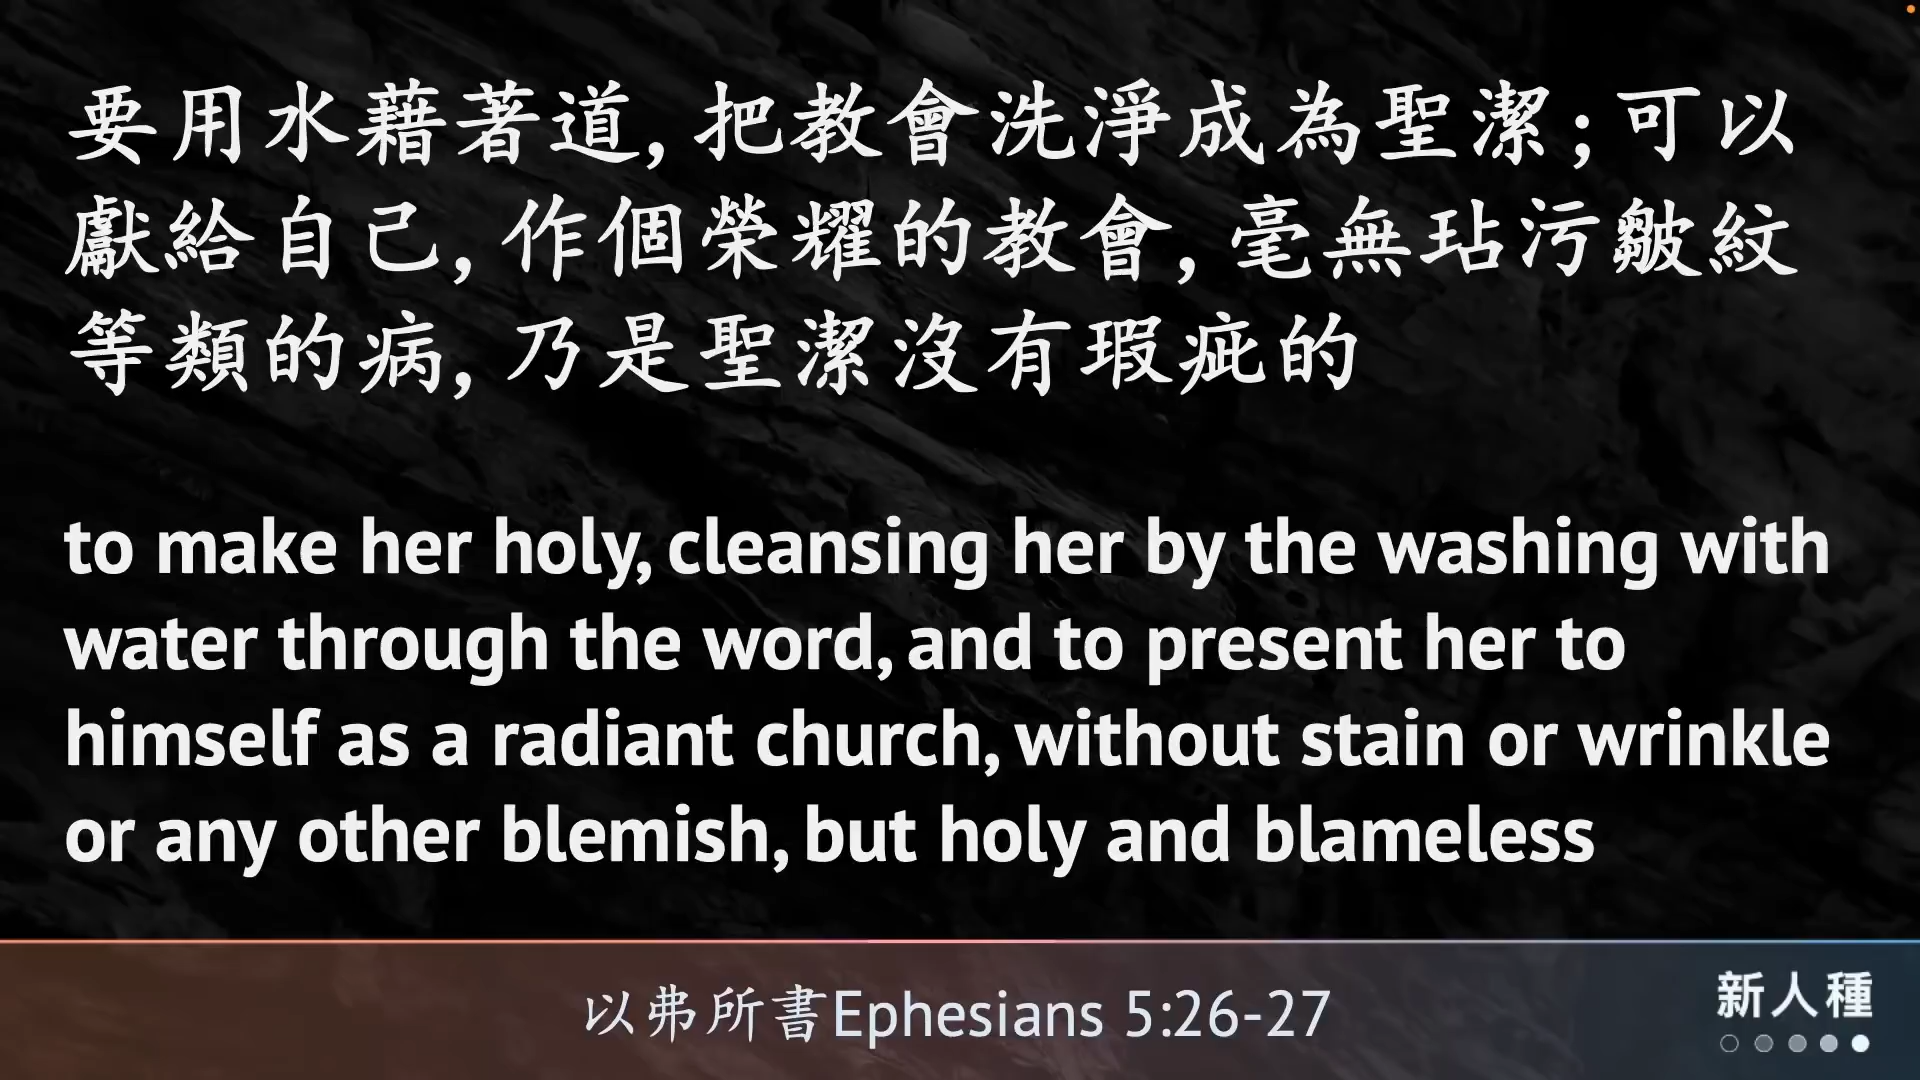 要用水藉著道, 把教會洗淨成為聖潔; 可以
獻給自己, 作個榮耀的教會, 毫無玷污皺紋
等類的病, 乃是聖潔沒有瑕疵的
to make her holy, cleansing her by the washing with
water through the word, and to present her to
himself as a radiant church, without stain or wrinkle
or any other blemish, but holy and blameless
以弗所書Ephesians 5:26-27
新人種